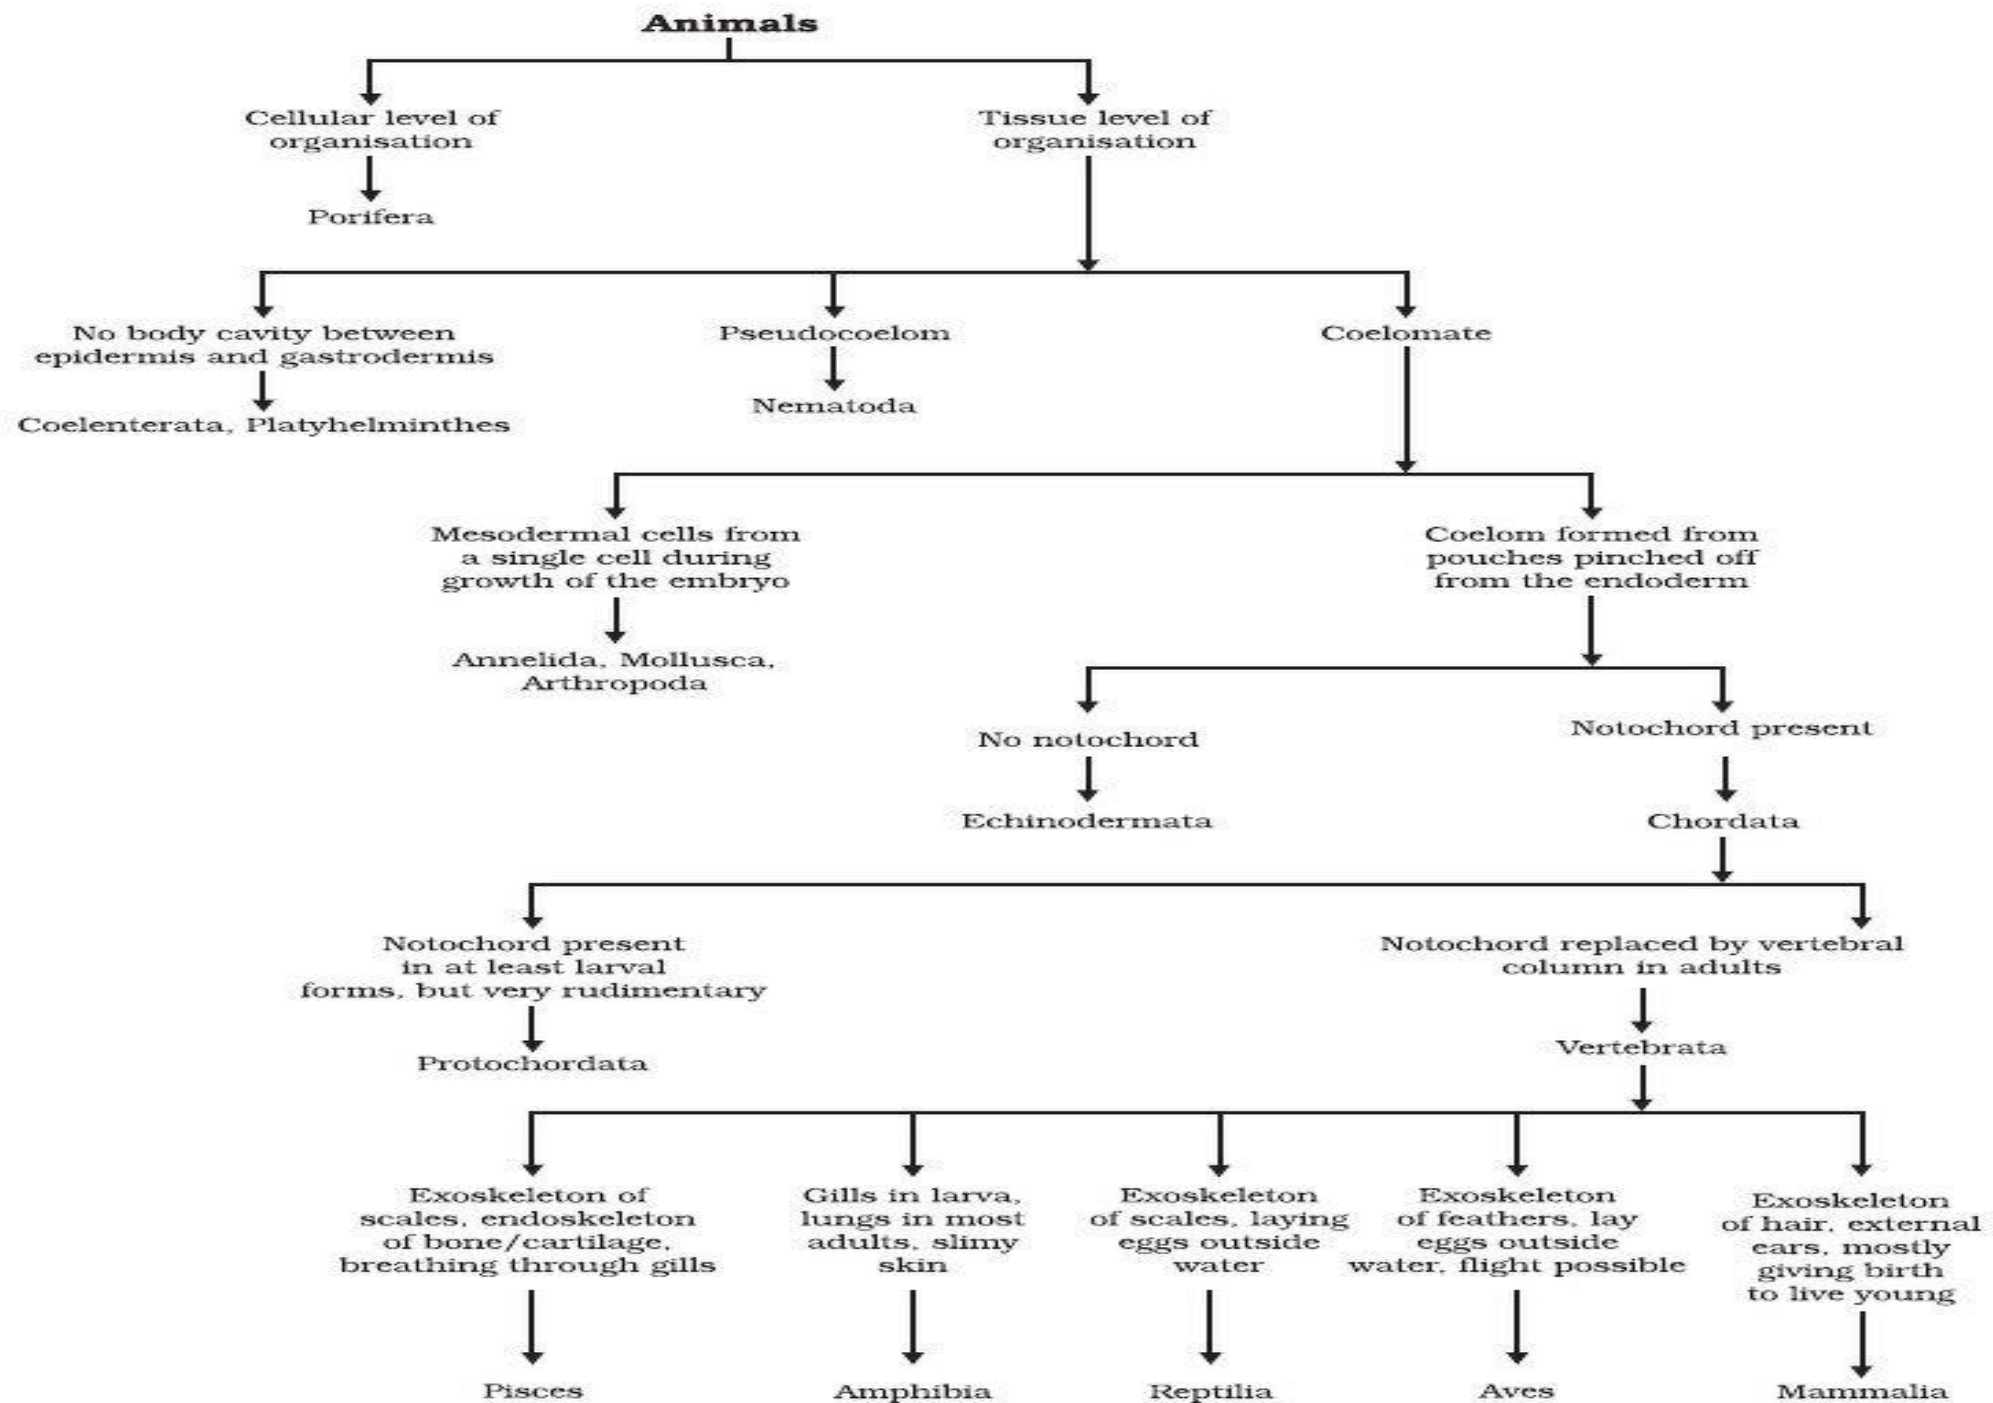 Animals
Cellular level of
organisation
Tissue level of
organisation
Porifera
No body cavity between
epidermis and gastrodermis
Pseudocoelom
Coelomate
Coelenterata, Platyhelminthes
Nematoda
Mesodermal cells from
a single cell during
growth of the embryo
Coelom formed from
pouches pinched off
from the endoderm
Annelida, Mollusca,
Arthropoda
No notochord
Notochord present
Echinodermata
Chordata
Notochord present
in at least larval
forms, but very rudimentary
Notochord replaced by vertebral
column in adults
Protochordata
Vertebrata
Exoskeleton of
scales, endoskeleton
of bone/cartilage,
breathing through gills
Gills in larva,
lungs in most
adults, slimy
skin
Exoskeleton
of scales, laying
eggs outside
water
Exoskeleton
of feathers, lay
eggs outside
water, flight possible
Exoskeleton
of hair, external
ears, mostly
giving birth
to live young
Pisces
Amphibia
Reptilia
Aves
Mammalia